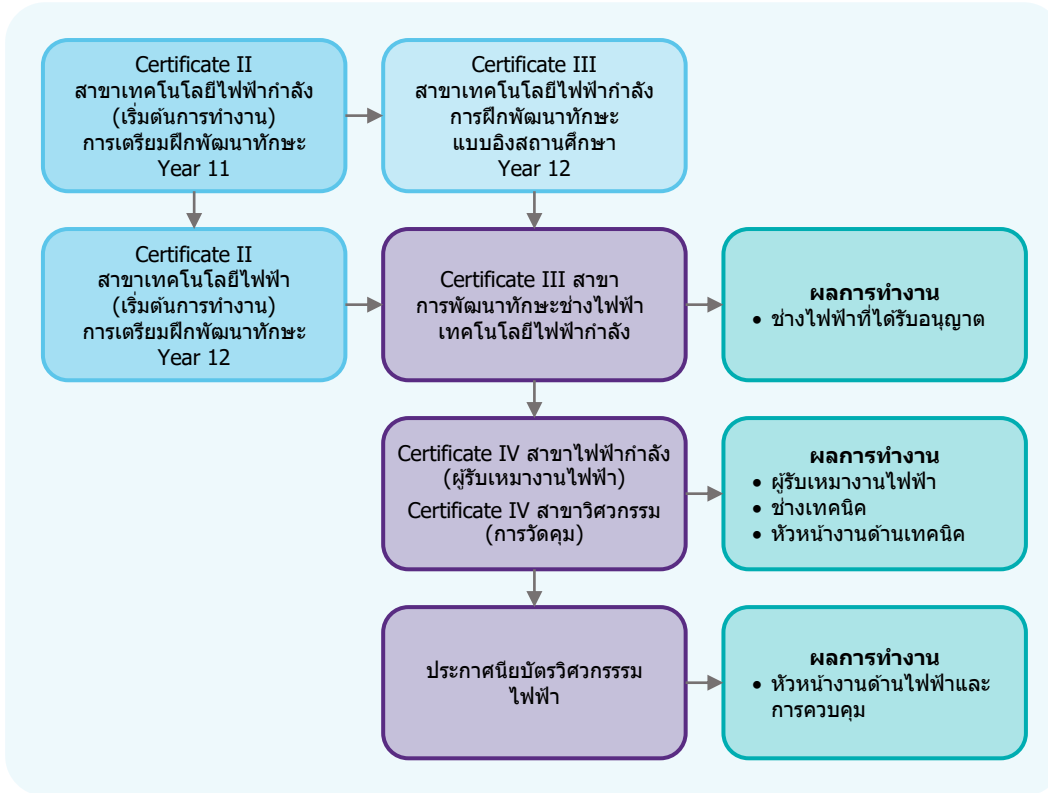 Certificate II
สาขาเทคโนโลยีไฟฟ้ากำลัง
(เริ่มต้นการทำงาน)
การเตรียมฝึกพัฒนาทักษะ
Year 11
Certificate III
สาขาเทคโนโลยีไฟฟ้ากำลัง
การฝึกพัฒนาทักษะ
แบบอิงสถานศึกษา
Year 12
Certificate II
สาขาเทคโนโลยีไฟฟ้า
(เริ่มต้นการทำงาน)
การเตรียมฝึกพัฒนาทักษะ
Year 12
Certificate III สาขา
การพัฒนาทักษะช่างไฟฟ้า
เทคโนโลยีไฟฟ้ากำลัง
ผลการทำงาน
• ช่างไฟฟ้าที่ได้รับอนุญาต
Certificate IV สาขาไฟฟ้ากำลัง
(ผู้รับเหมางานไฟฟ้า)
Certificate IV สาขาวิศวกรรม
(การวัดคุม)
ผลการทำงาน
• ผู้รับเหมางานไฟฟ้า
• ช่างเทคนิค
• หัวหน้างานด้านเทคนิค
ประกาศนียบัตรวิศวกรรรม
ไฟฟ้า
ผลการทำงาน
• หัวหน้างานด้านไฟฟ้าและ
การควบคุม